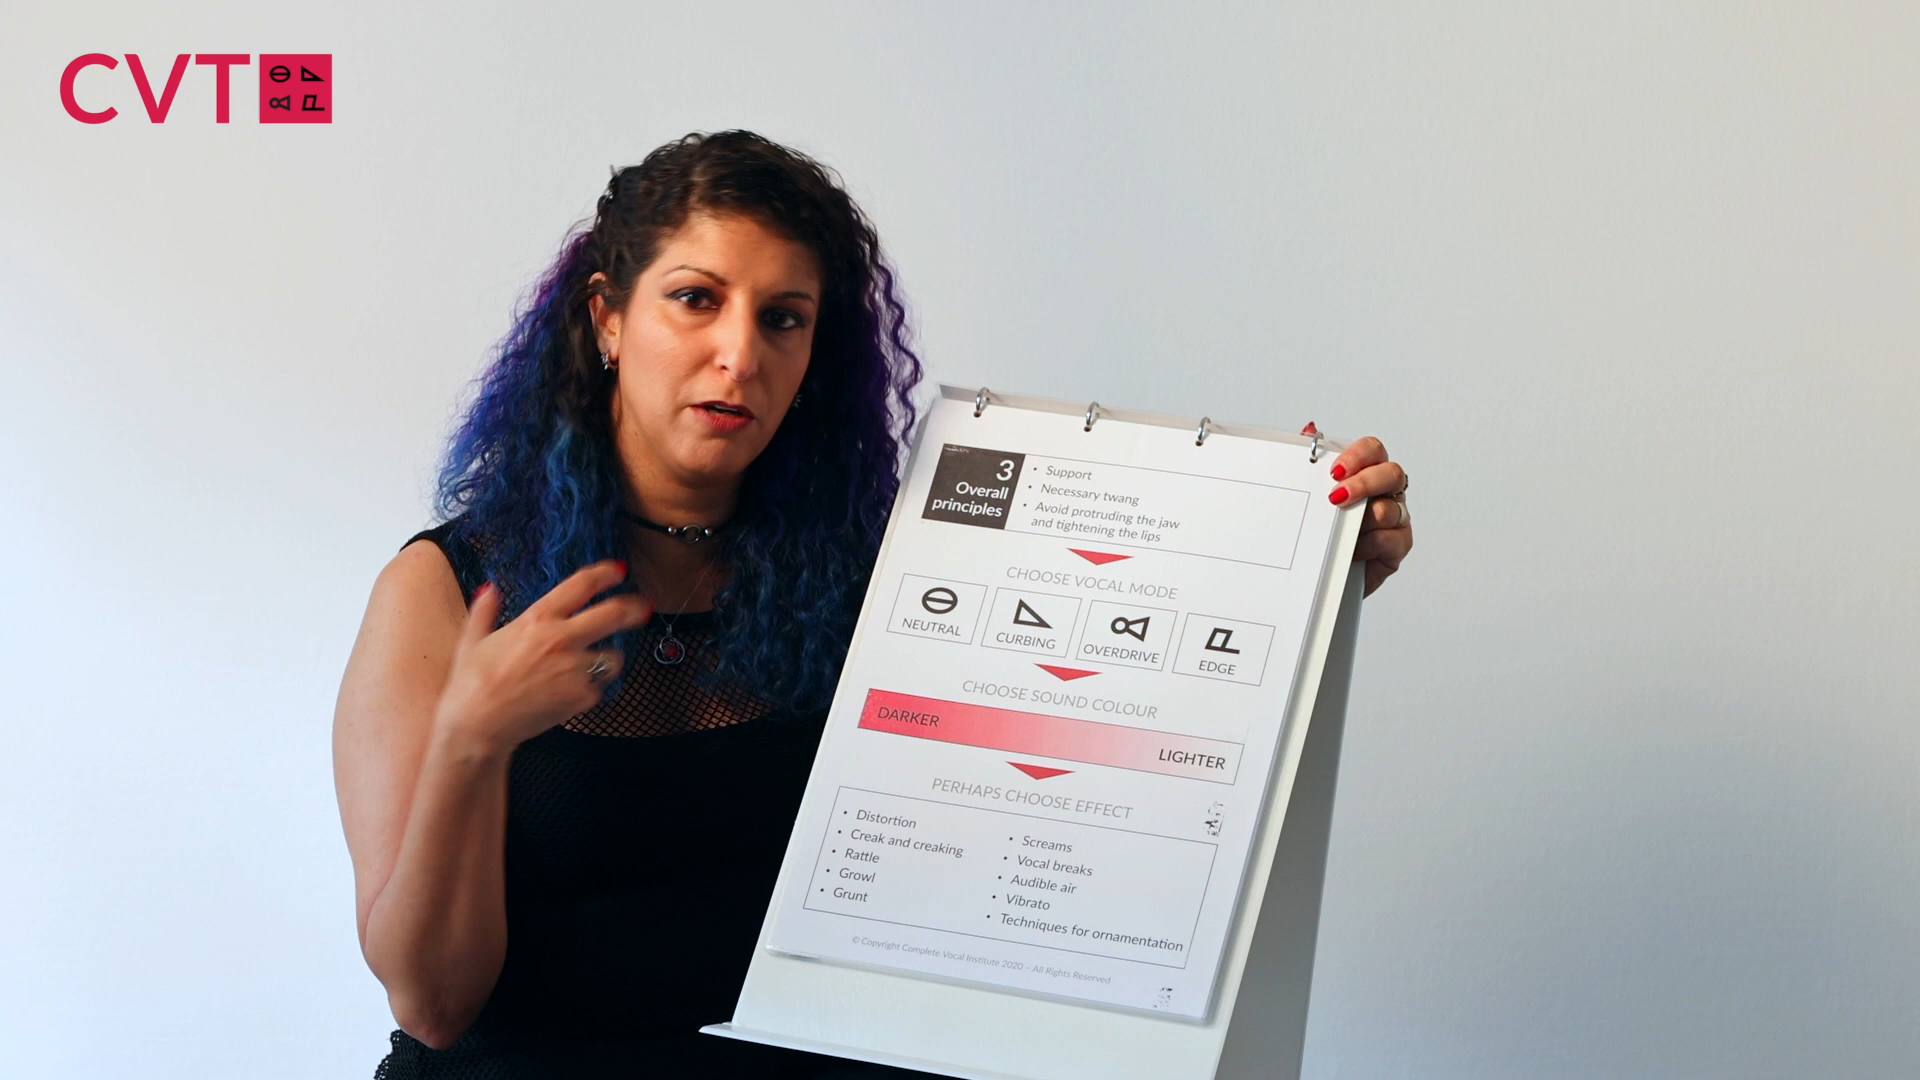 CVT
3
Overall
principles
• Support
• Necessary twang
• Avoid protruding the jaw
and tightening the lips
CHOOSE VOCAL MODE
NEUTRAL
CURBING
OVERDRIVE
EDGE
CHOOSE SOUND COLOUR
DARKER
LIGHTER
PERHAPS CHOOSE EFFECT
• Distortion
• Creak and creaking
• Rattle
• Growl
• Grunt
• Screams
• Vocal breaks
• Audible air
• Vibrato
• Techniques for ornamentation
© Copyright Complete Vocal Institute 2020 – All Rights Reserved